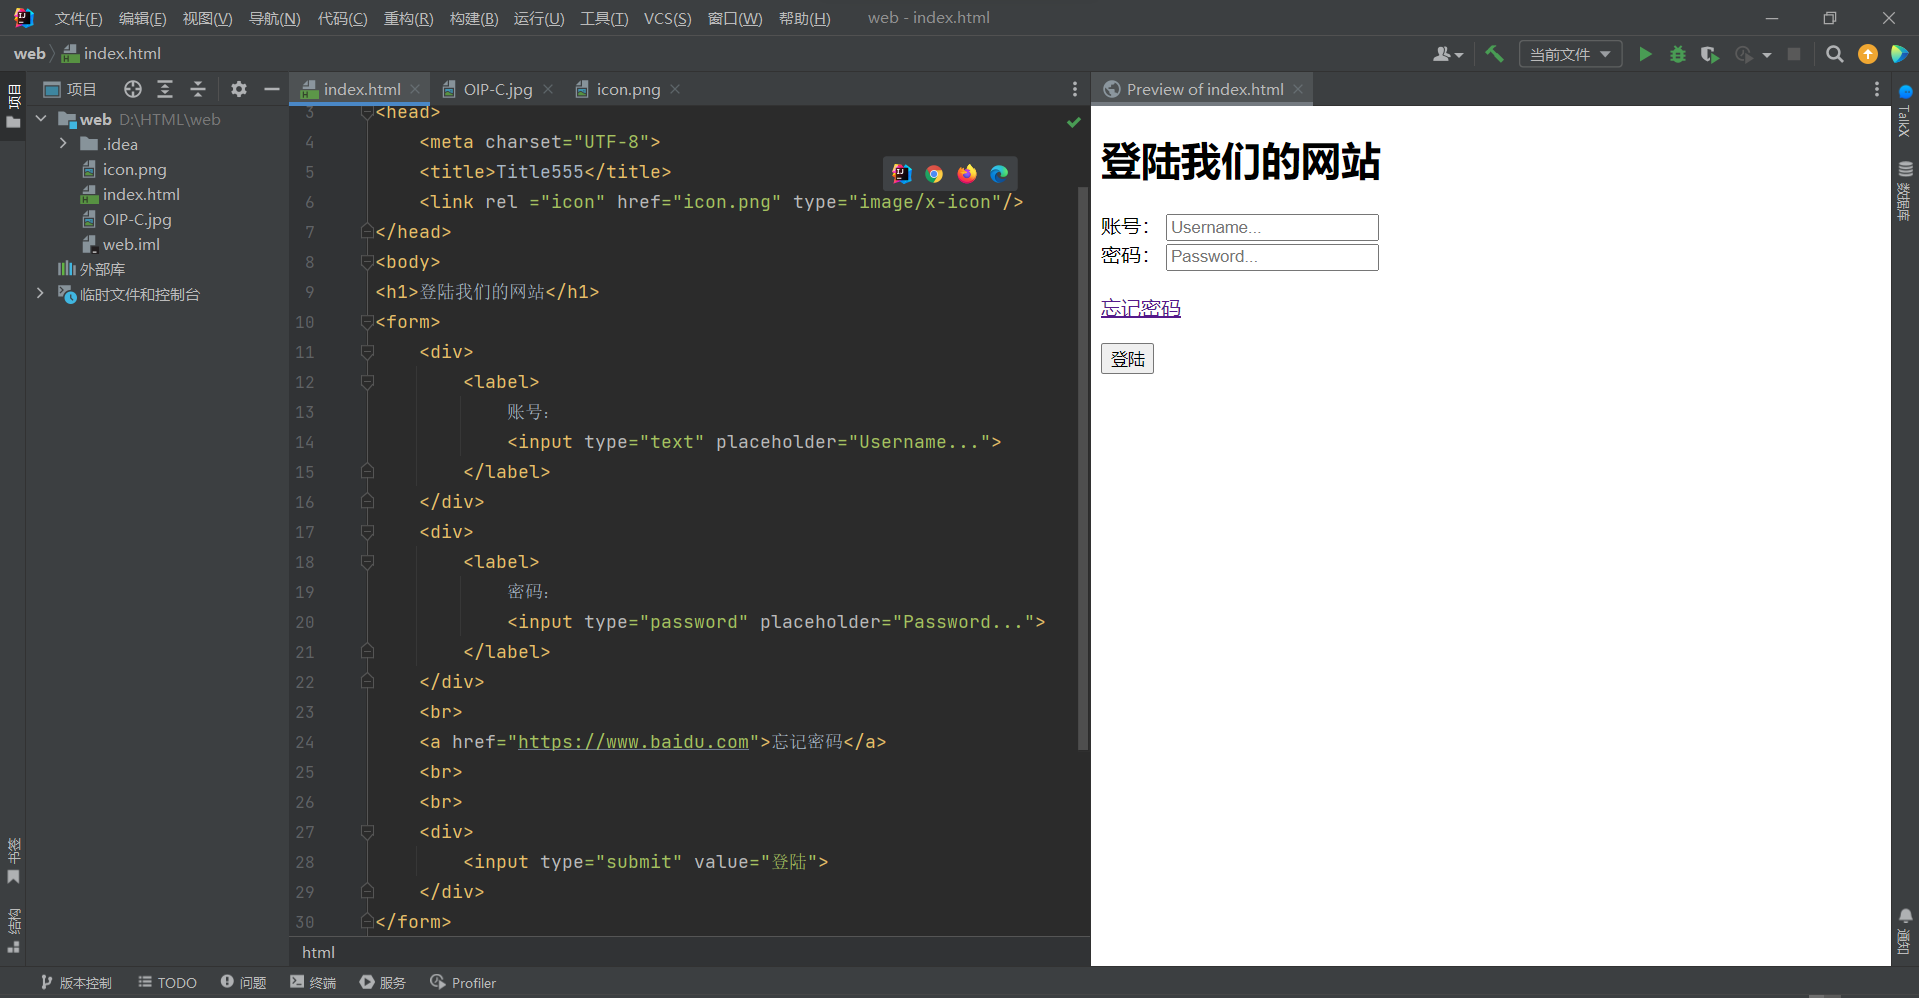 文件(F) 编辑(E) 视图(V) 导航(N) 代码(C) 重构(R) 构建(B) 运行(U) 工具(T) VCS(S) 窗口(W) 帮助(H) web - index.html
web index.html 当前文件
项目
项目
index.html
OIP-C.jpg
icon.png
Preview of index.html
web D:\HTML\web
.idea
icon.png
index.html
OIP-C.jpg
web.iml
外部库
临时文件和控制台
3 <head>
4 <meta charset="UTF-8">
5 <title>Title555</title>
6 <link rel ="icon" href="icon.png" type="image/x-icon"/>
7 </head>
8 <body>
9 <h1>登陆我们的网站</h1>
10 <form>
11 <div>
12 <label>
13 账号：
14 <input type="text" placeholder="Username...">
15 </label>
16 </div>
17 <div>
18 <label>
19 密码：
20 <input type="password" placeholder="Password...">
21 </label>
22 </div>
23 <br>
24 <a href="https://www.baidu.com">忘记密码</a>
25 <br>
26 <br>
27 <div>
28 <input type="submit" value="登陆">
29 </div>
30 </form>
html
登陆我们的网站
账号： Username...
密码： Password...
忘记密码
登陆
TalkX
数据库
通知
书签
结构
版本控制 TODO 问题 终端 服务 Profiler